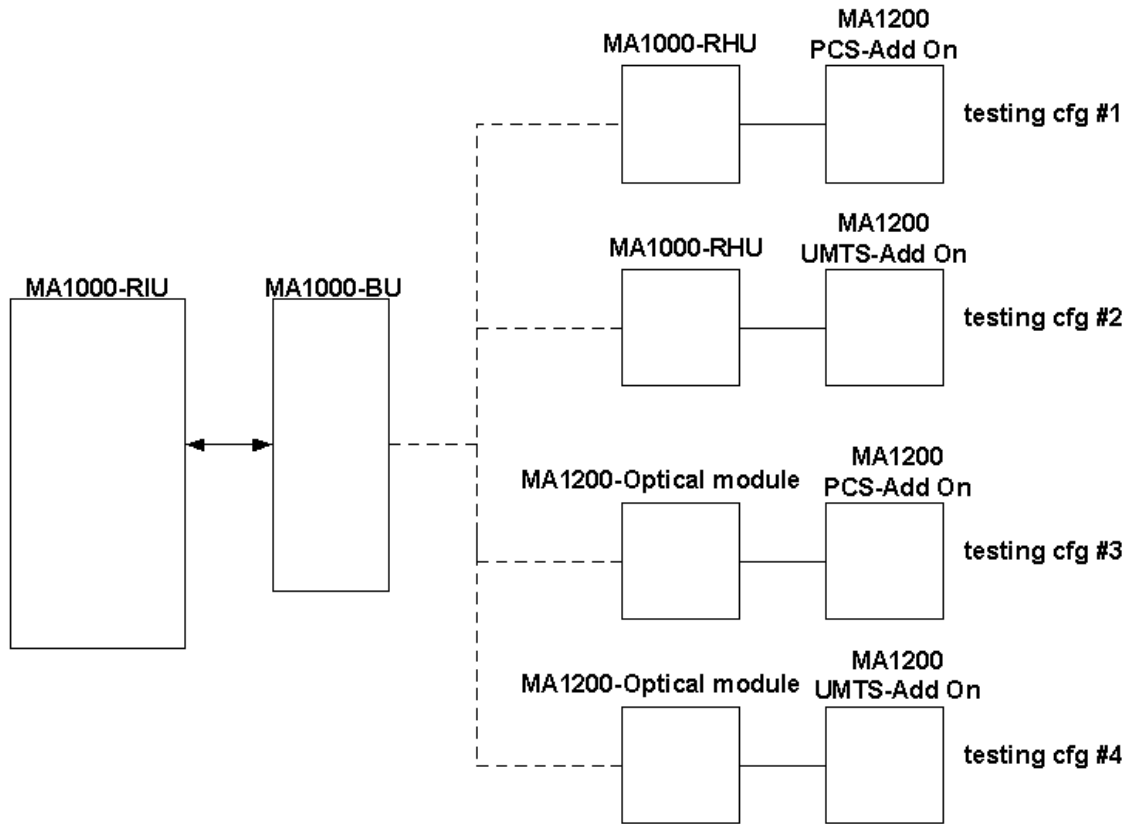 MA1000-RHU
MA1200
PCS-Add On
testing cfg #1
MA1000-RHU
MA1200
UMTS-Add On
testing cfg #2
MA1000-RIU
MA1000-BU
MA1200-Optical module
MA1200
PCS-Add On
testing cfg #3
MA1200-Optical module
MA1200
UMTS-Add On
testing cfg #4